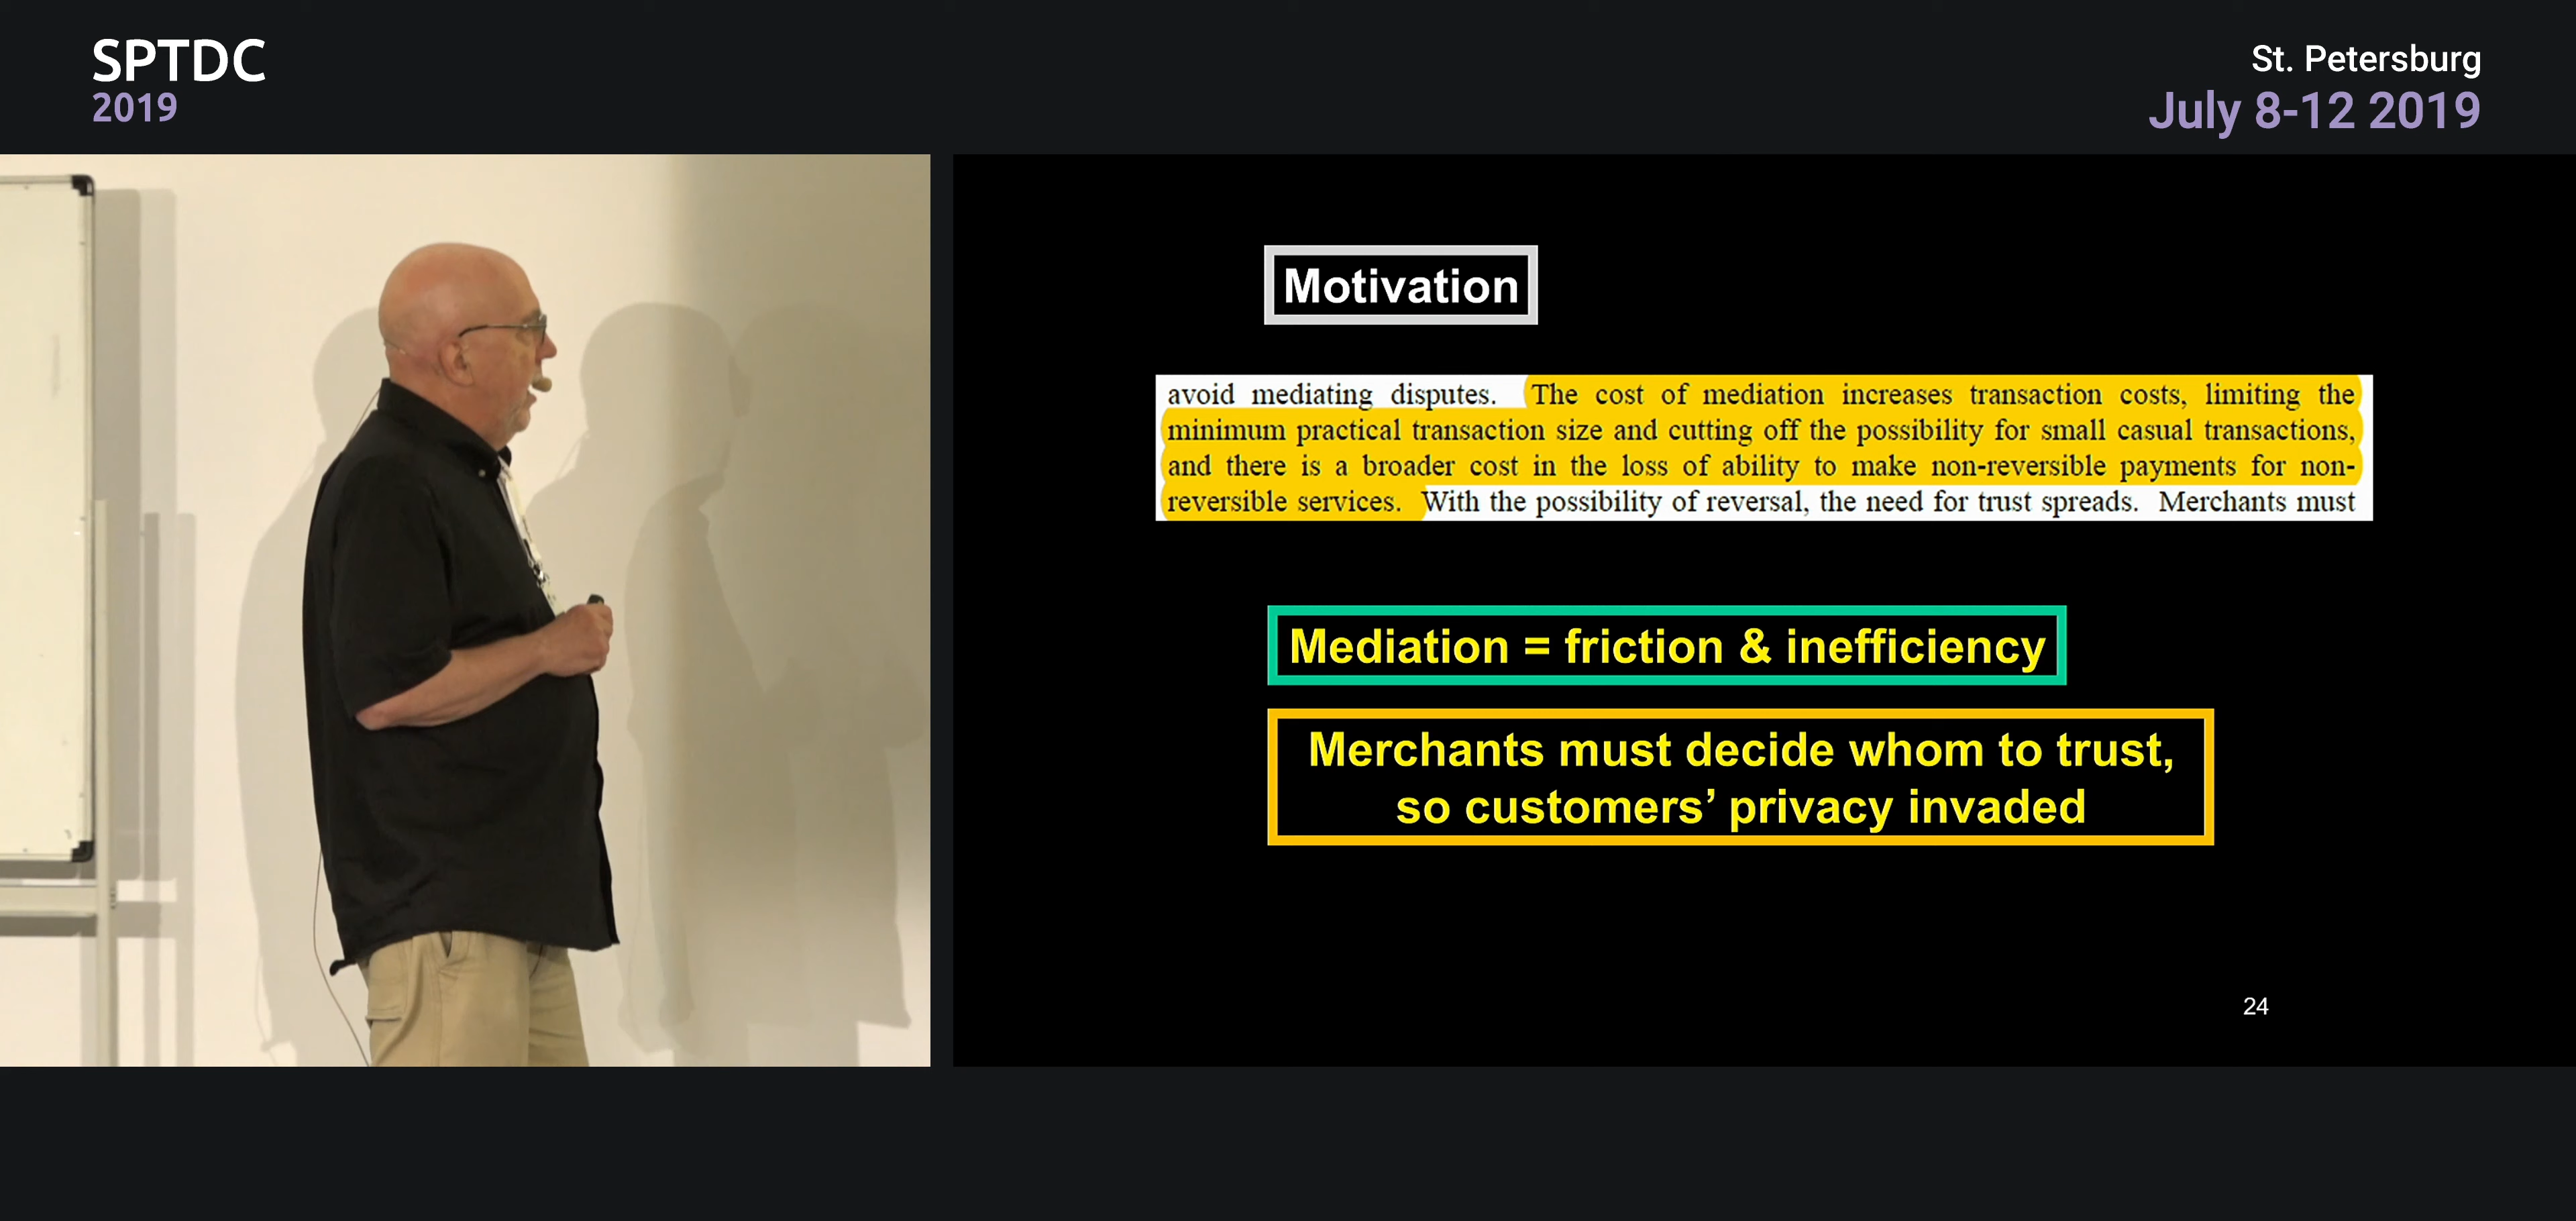 SPTDC
2019
St. Petersburg
July 8-12 2019
Motivation
avoid mediating disputes. The cost of mediation increases transaction costs, limiting the
minimum practical transaction size and cutting off the possibility for small casual transactions,
and there is a broader cost in the loss of ability to make non-reversible payments for non-
reversible services. With the possibility of reversal, the need for trust spreads. Merchants must
Mediation = friction & inefficiency
Merchants must decide whom to trust,
so customers’ privacy invaded
24